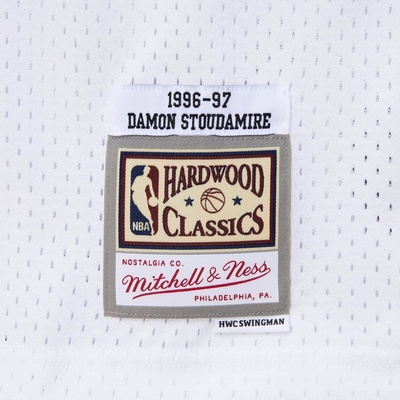 1996-97
DAMON STOUDAMIRE
NBA
HARDWOOD
CLASSICS
NOSTALGIA CO.
Mitchell & Ness
PHILADELPHIA, PA.
HWC SWINGMAN